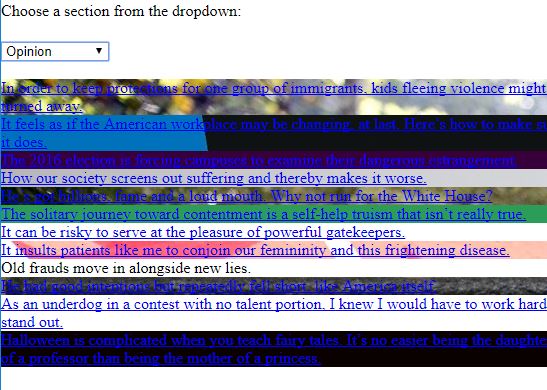 Choose a section from the dropdown:
Opinion
In order to keep protections for one group of immigrants, kids fleeing violence might
turned away.
It feels as if the American workplace may be changing, at last. Here's how to make s
it does.
The 2016 election is forcing campuses to examine their dangerous estrangement.
How our society screens out suffering and thereby makes it worse.
He's got billions, fame and a loud mouth. Why not run for the White House?
The solitary journey toward contentment is a self-help truism that isn't really true.
It can be risky to serve at the pleasure of powerful gatekeepers.
It insults patients like me to conjoin our femininity and this frightening disease.
Old frauds move in alongside new lies.
He had good intentions but repeatedly fell short, like America itself.
As an underdog in a contest with no talent portion, I knew I would have to work hard
stand out.
Halloween is complicated when you teach fairy tales. It's no easier being the daughte
of a professor than being the mother of a princess.